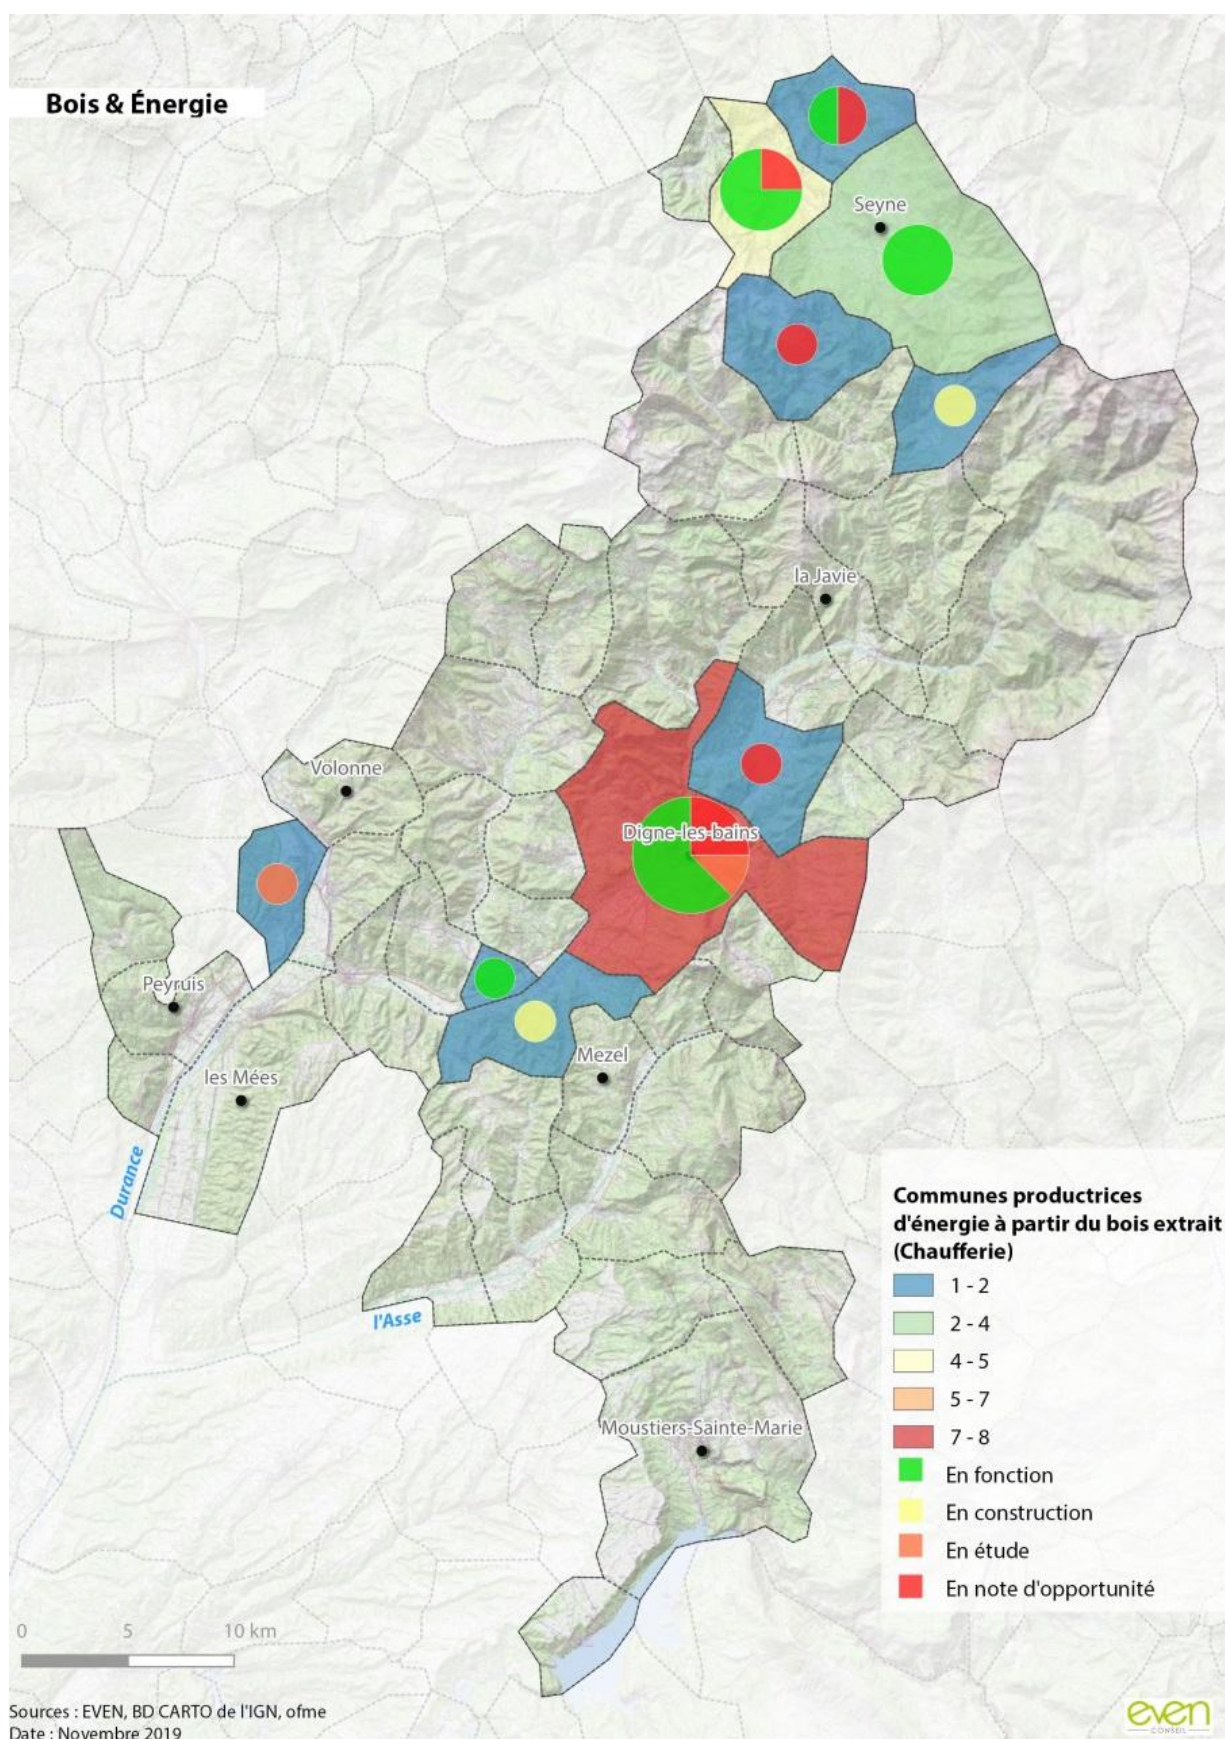 Bois & Énergie
Seyne
la Javie
Volonne
Digne-les-bains
Peyruis
Mezel
les Mées
Durance
l'Asse
Moustiers-Sainte-Marie
Communes productrices
d'énergie à partir du bois extrait
(Chaufferie)
1 - 2
2 - 4
4 - 5
5 - 7
7 - 8
En fonction
En construction
En étude
En note d'opportunité
0 5 10 km
Sources : EVEN, BD CARTO de l'IGN, ofme
Date : Novembre 2019
even
CONSEIL